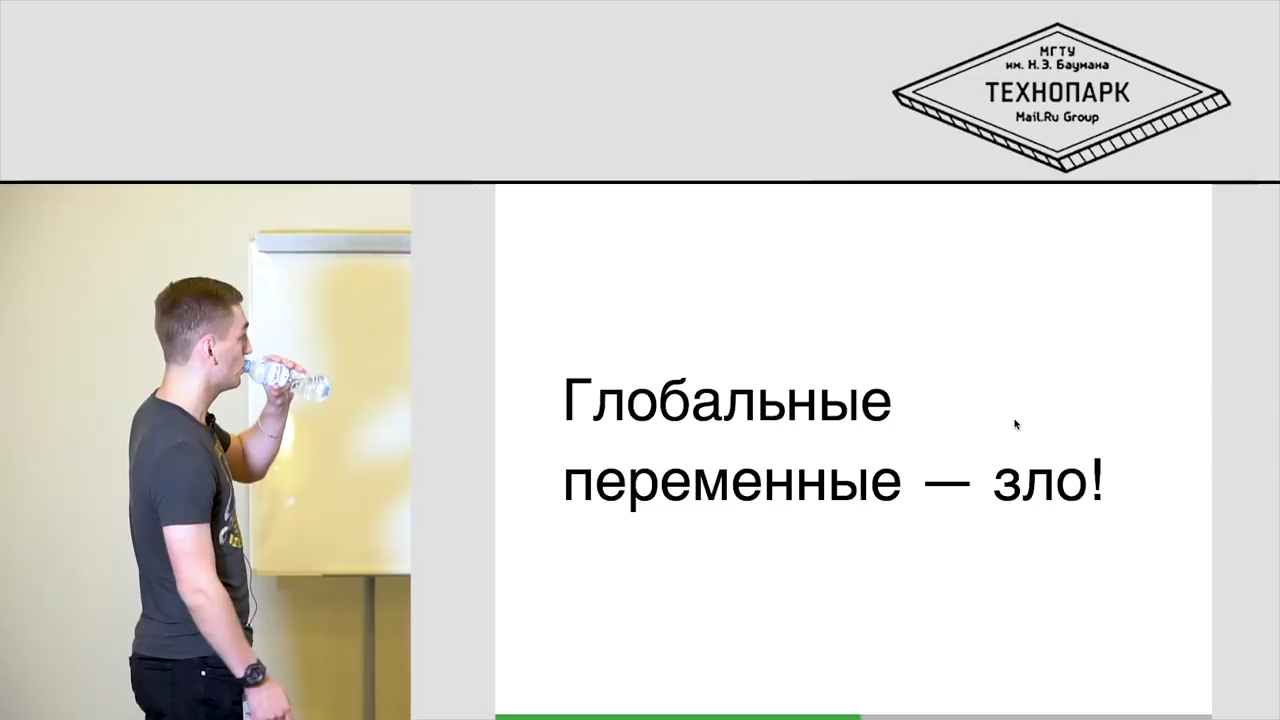 МГТУ
им. Н.Э. Баумана
ТЕХНОПАРК
Mail.Ru Group
Глобальные
переменные — зло!